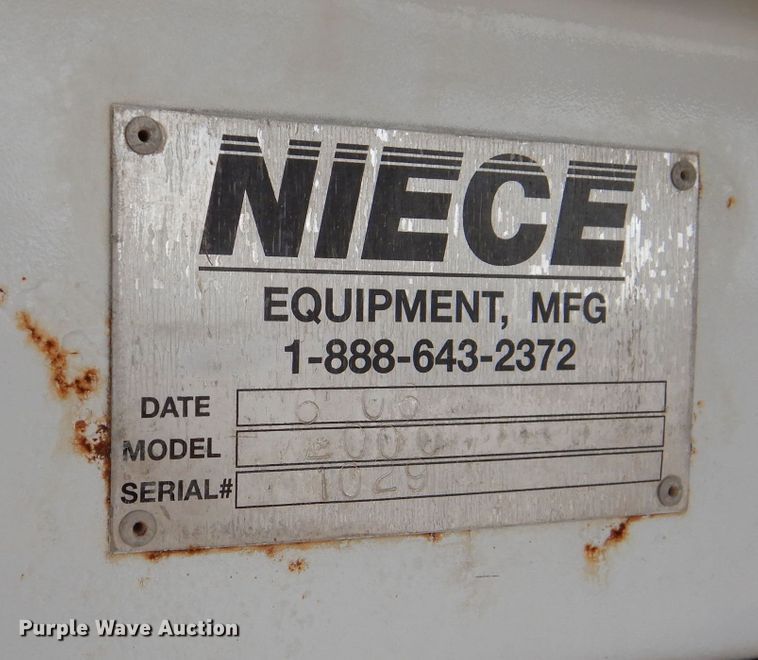 NIECE
EQUIPMENT, MFG
1-888-643-2372
DATE
MODEL
SERIAL# 1029
Purple Wave Auction